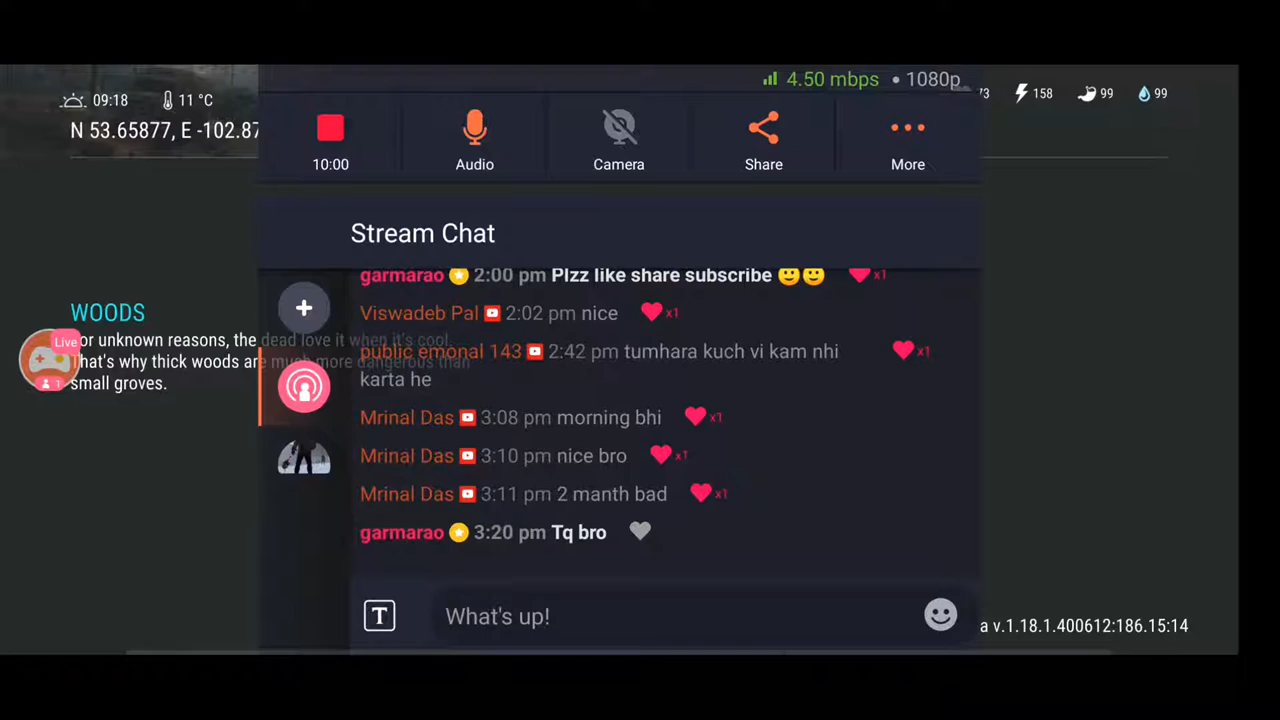 4.50 mbps • 1080p
09:18 11 °C
73 158 99 99
N 53.65877, E -102.87
10:00 Audio Camera Share More
Stream Chat
garmarao 2:00 pm Plzz like share subscribe 🙂🙂 x1
Viswadeb Pal 2:02 pm nice x1
WOODS
or unknown reasons, the dead love it when it's cool.
Live
public emonal 143 2:42 pm tumhara kuch vi kam nhi x1
That's why thick woods are much more dangerous than
karta he
1
small groves.
Mrinal Das 3:08 pm morning bhi x1
Mrinal Das 3:10 pm nice bro x1
Mrinal Das 3:11 pm 2 manth bad x1
garmarao 3:20 pm Tq bro
T What's up!
a v.1.18.1.400612:186.15:14